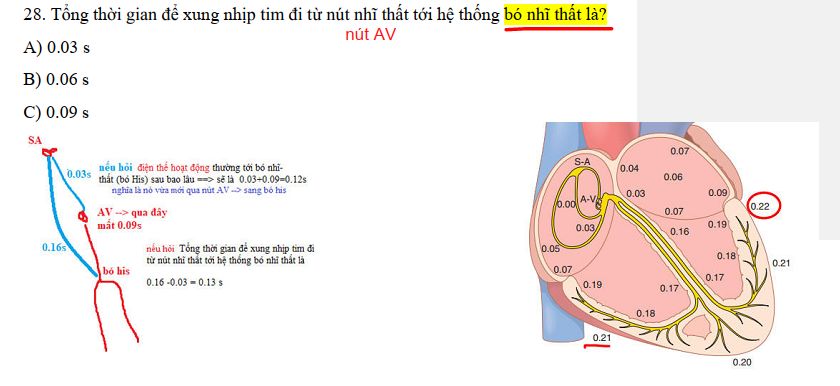 28. Tổng thời gian để xung nhịp tim đi từ nút nhĩ thất tới hệ thống bó nhĩ thất là?
nút AV
A) 0.03 s
B) 0.06 s
C) 0.09 s
SA
0.03s
nếu hỏi điện thế hoạt động thường tới bó nhĩ-
thất (bó His) sau bao lâu ==> sẽ là 0.03+0.09=0.12s
nghĩa là nó vừa mới qua nút AV --> sang bó his
AV --> qua đây
mất 0.09s
0.16s
bó his
nếu hỏi Tổng thời gian để xung nhịp tim đi
từ nút nhĩ thất tới hệ thống bó nhĩ thất là
0.16 -0.03 = 0.13 s
0.07
S-A
0.04
0.06
0.03
0.09
A-V
0.00
0.22
0.07
0.03
0.16
0.19
0.05
0.18
0.21
0.07
0.17
0.19
0.17
0.18
0.21
0.20